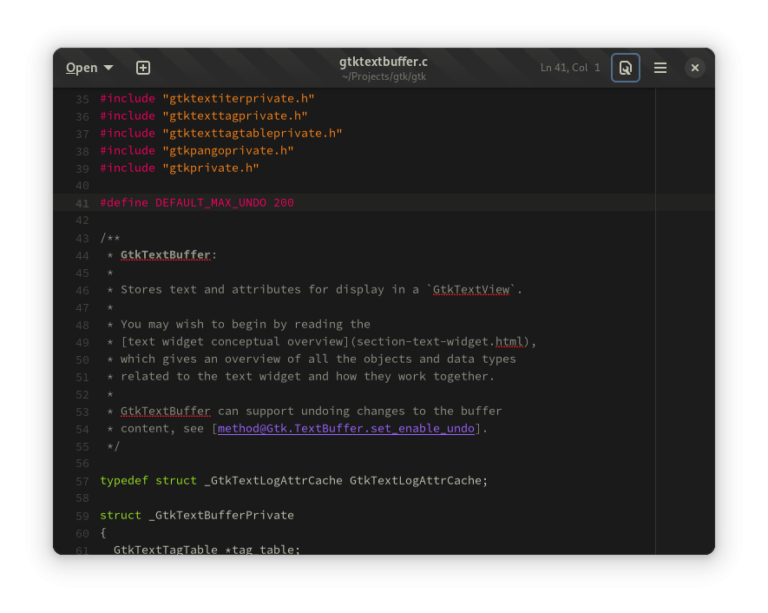 Open
gtktextbuffer.c
~/Projects/gtk/gtk
Ln 41, Col 1
35 #include "gtktextiterprivate.h"
36 #include "gtktexttagprivate.h"
37 #include "gtktexttagtableprivate.h"
38 #include "gtkpangoprivate.h"
39 #include "gtkprivate.h"
40
41 #define DEFAULT_MAX_UNDO 200
42
43 /**
44  * GtkTextBuffer:
45  *
46  * Stores text and attributes for display in a `GtkTextView`.
47  *
48  * You may wish to begin by reading the
49  * [text widget conceptual overview](section-text-widget.html),
50  * which gives an overview of all the objects and data types
51  * related to the text widget and how they work together.
52  *
53  * GtkTextBuffer can support undoing changes to the buffer
54  * content, see [method@Gtk.TextBuffer.set_enable_undo].
55  */
56
57 typedef struct _GtkTextLogAttrCache GtkTextLogAttrCache;
58
59 struct _GtkTextBufferPrivate
60 {
61   GtkTextTagTable *tag_table;